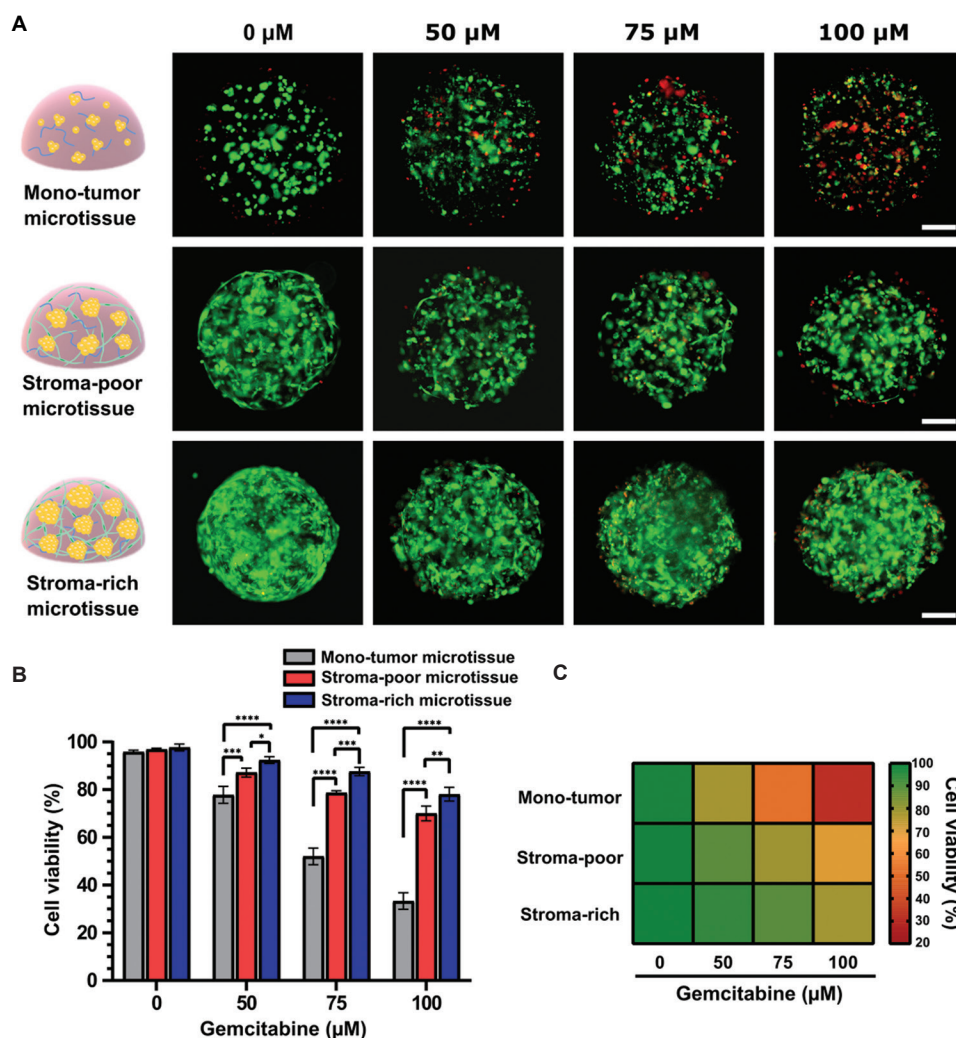 A
0 µM 50 µM 75 µM 100 µM
Mono-tumor
microtissue
Stroma-poor
microtissue
Stroma-rich
microtissue
B
Mono-tumor microtissue
Stroma-poor microtissue
Stroma-rich microtissue
Cell viability (%)
100
80
60
40
20
0
**** *** *
**** **** ***
**** **** **
0 50 75 100
Gemcitabine (µM)
C
Mono-tumor
Stroma-poor
Stroma-rich
0 50 75 100
Gemcitabine (µM)
100
90
80
70
60
50
40
30
20
Cell viability (%)